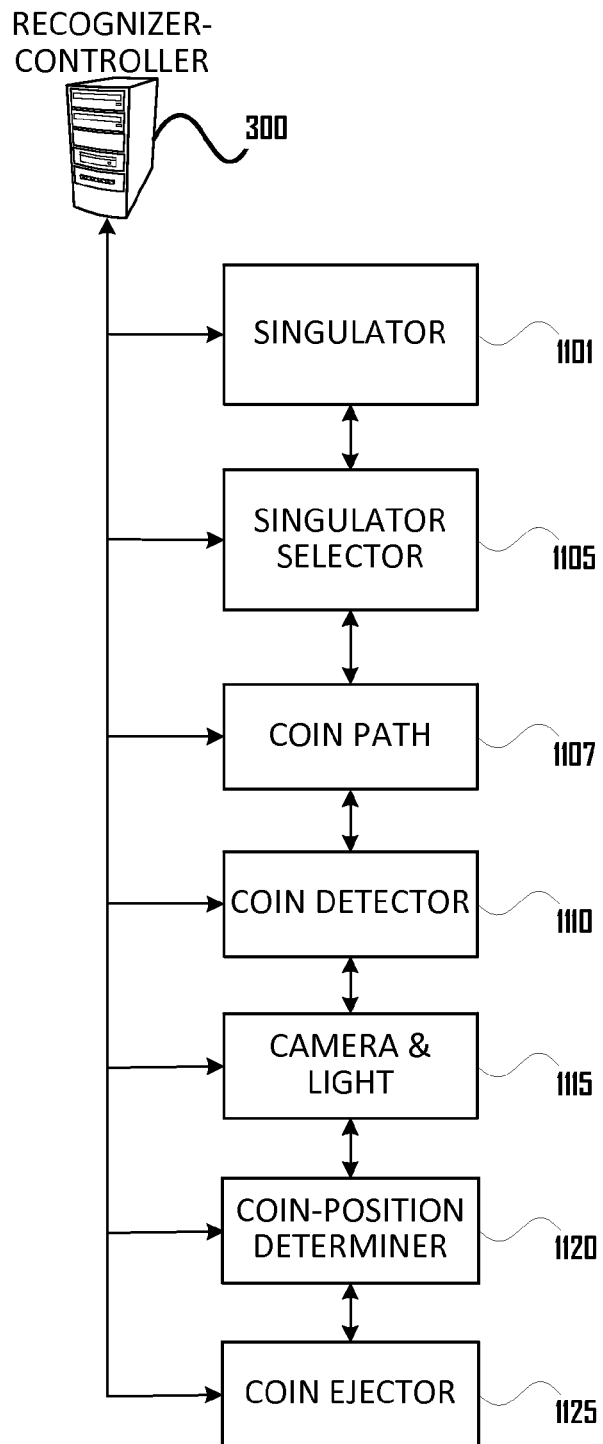 RECOGNIZER-
CONTROLLER
300
SINGULATOR
1101
SINGULATOR
SELECTOR
1105
COIN PATH
1107
COIN DETECTOR
1110
CAMERA &
LIGHT
1115
COIN-POSITION
DETERMINER
1120
COIN EJECTOR
1125